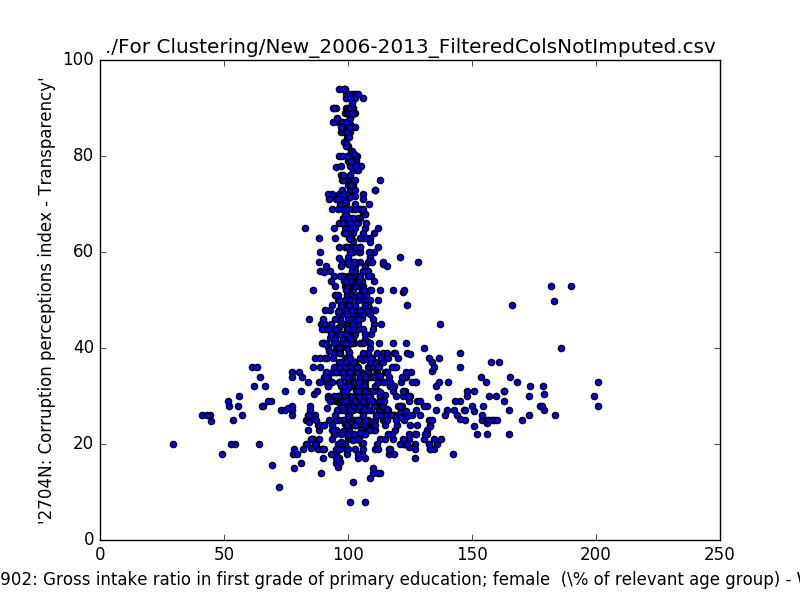 ./For Clustering/New_2006-2013_FilteredColsNotImputed.csv
'2704N: Corruption perceptions index - Transparency'
100
80
60
40
20
0
0 50 100 150 200 250
902: Gross intake ratio in first grade of primary education; female (\% of relevant age group) -